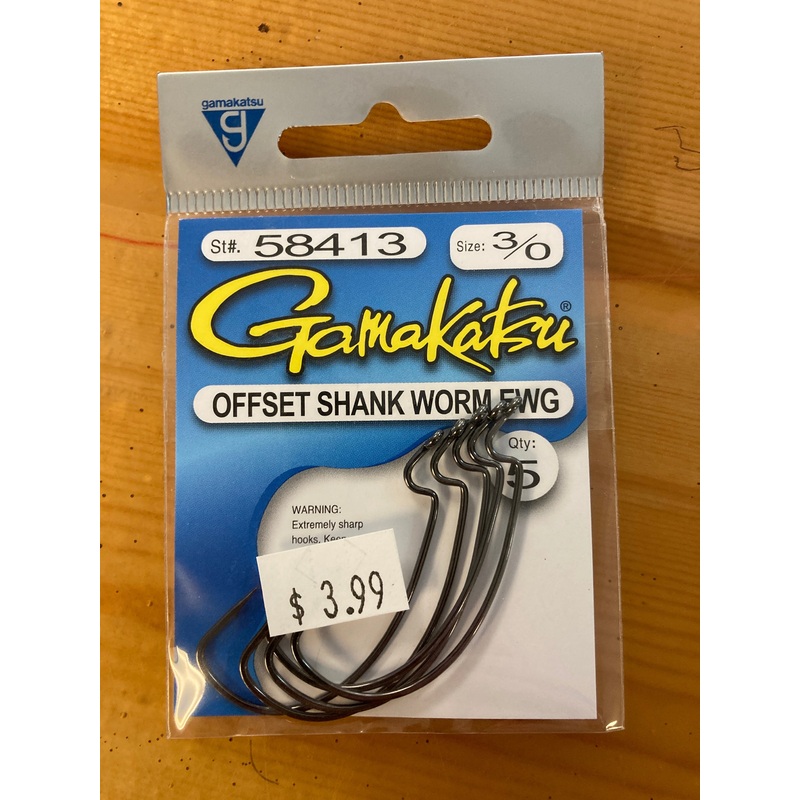 gamakatsu
g
St#. 58413
Size: 3/0
Gamakatsu®
OFFSET SHANK WORM EWG
Qty:
5
WARNING:
Extremely sharp
hooks. Keep
$ 3.99